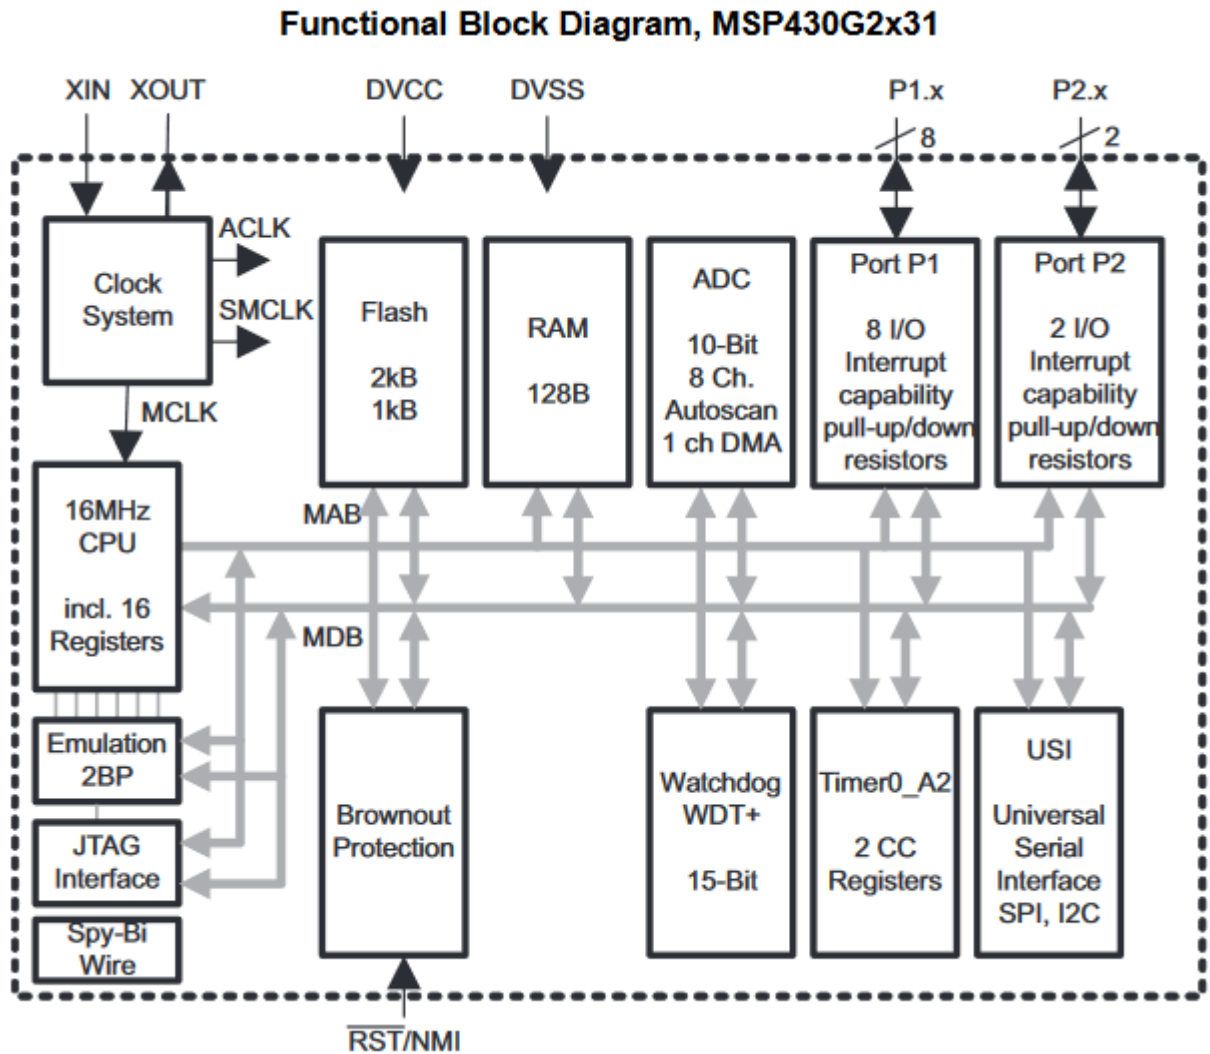 Functional Block Diagram, MSP430G2x31
XIN XOUT DVCC DVSS P1.x P2.x
8 2
ACLK
SMCLK
MCLK
Clock
System
Flash
2kB
1kB
RAM
128B
ADC
10-Bit
8 Ch.
Autoscan
1 ch DMA
Port P1
8 I/O
Interrupt
capability
pull-up/down
resistors
Port P2
2 I/O
Interrupt
capability
pull-up/down
resistors
16MHz
CPU
incl. 16
Registers
MAB
MDB
Emulation
2BP
JTAG
Interface
Spy-Bi
Wire
Brownout
Protection
Watchdog
WDT+
15-Bit
Timer0_A2
2 CC
Registers
USI
Universal
Serial
Interface
SPI, I2C
RST/NMI